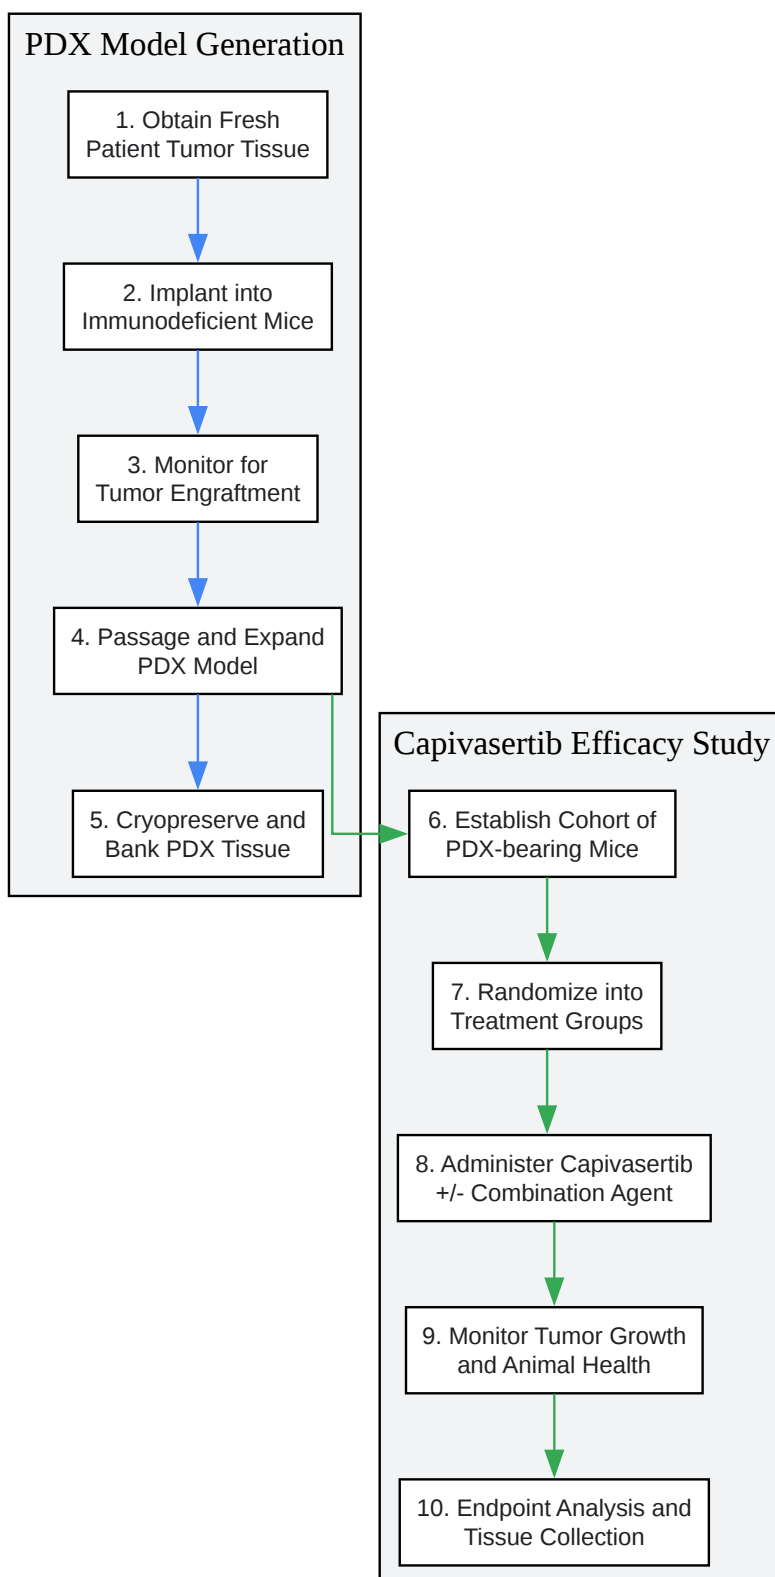 PDX Model Generation
1. Obtain Fresh
Patient Tumor Tissue
2. Implant into
Immunodeficient Mice
3. Monitor for
Tumor Engraftment
4. Passage and Expand
PDX Model
5. Cryopreserve and
Bank PDX Tissue
Capivasertib Efficacy Study
6. Establish Cohort of
PDX-bearing Mice
7. Randomize into
Treatment Groups
8. Administer Capivasertib
+/- Combination Agent
9. Monitor Tumor Growth
and Animal Health
10. Endpoint Analysis and
Tissue Collection